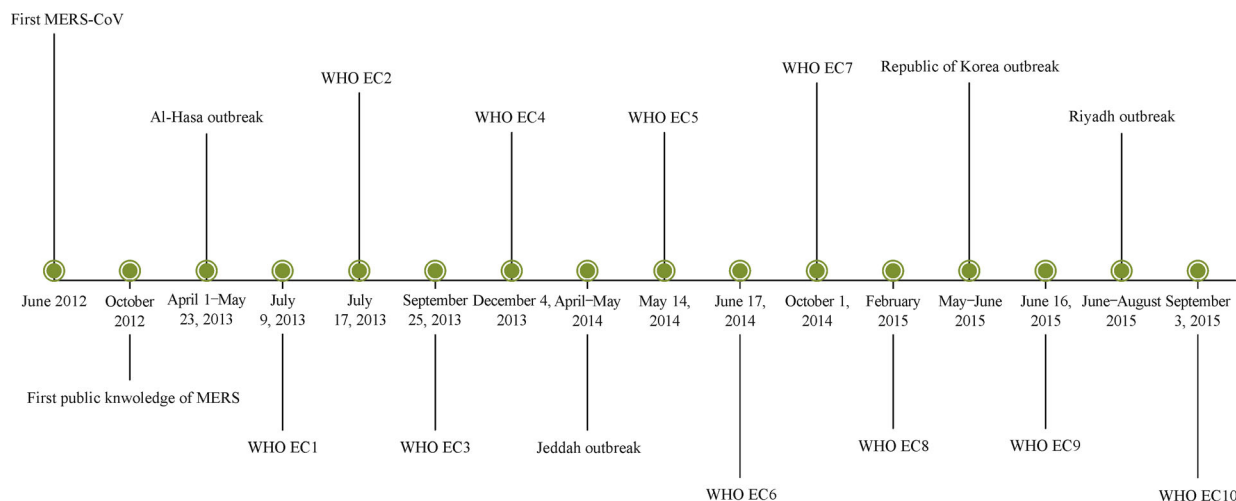 First MERS-CoV
Al-Hasa outbreak
WHO EC2
WHO EC4
WHO EC5
WHO EC7
Republic of Korea outbreak
Riyadh outbreak
June 2012
October
2012
April 1–May
23, 2013
July
9, 2013
July
17, 2013
September
25, 2013
December 4,
2013
April–May
2014
May 14,
2014
June 17,
2014
October 1,
2014
February
2015
May–June
2015
June 16,
2015
June–August
2015
September
3, 2015
First public knwoledge of MERS
WHO EC1
WHO EC3
Jeddah outbreak
WHO EC6
WHO EC8
WHO EC9
WHO EC10